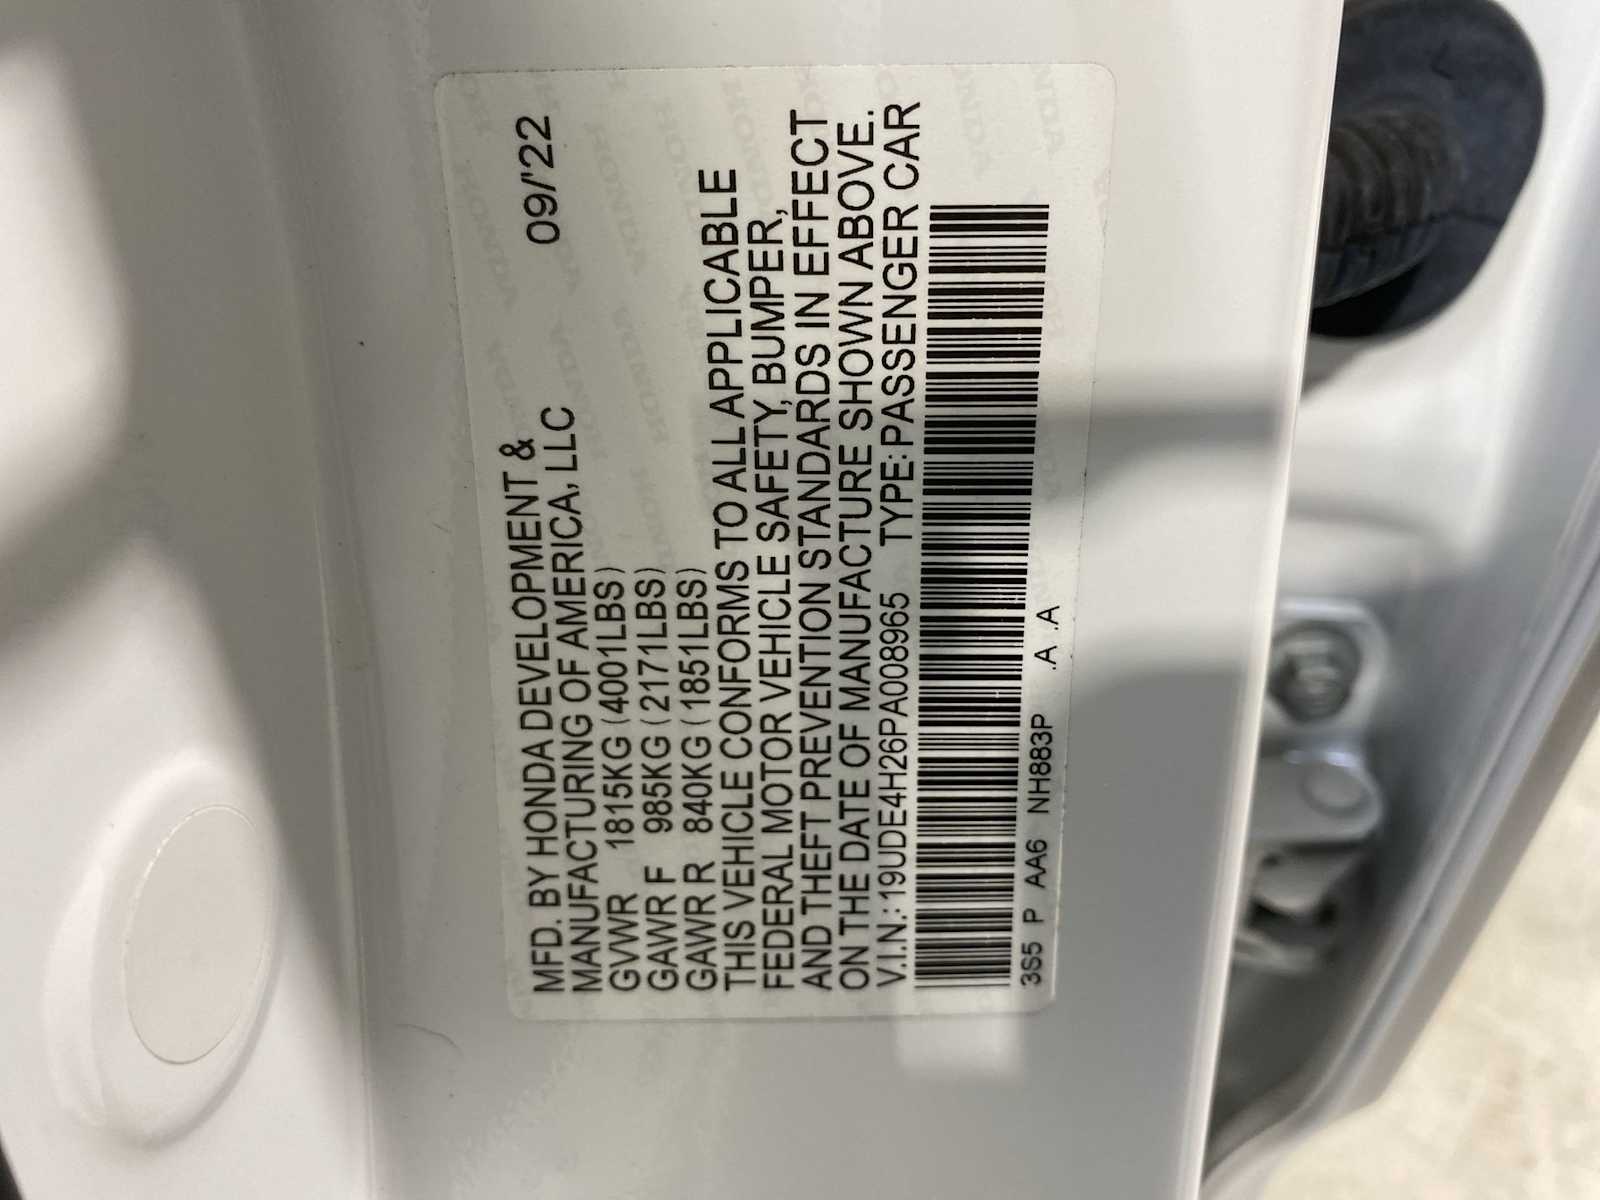 MFD. BY HONDA DEVELOPMENT & 09/'22
MANUFACTURING OF AMERICA, LLC
GVWR 1815KG (4001LBS)
GAWR F 985KG (2171LBS)
GAWR R 840KG (1851LBS)
THIS VEHICLE CONFORMS TO ALL APPLICABLE
FEDERAL MOTOR VEHICLE SAFETY, BUMPER,
AND THEFT PREVENTION STANDARDS IN EFFECT
ON THE DATE OF MANUFACTURE SHOWN ABOVE.
V.I.N.: 19UDE4H26PA008965 TYPE: PASSENGER CAR
3S5 P AA6 NH883P .A .A